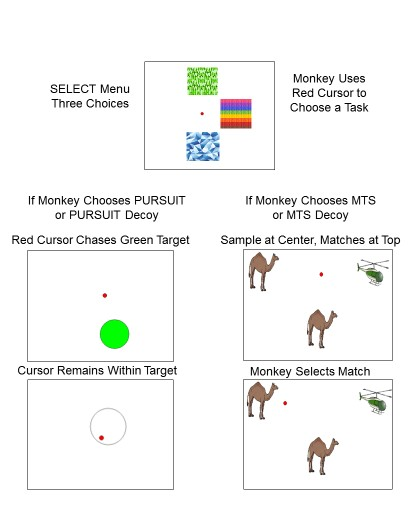 SELECT Menu
Three Choices
Monkey Uses
Red Cursor to
Choose a Task
If Monkey Chooses PURSUIT
or PURSUIT Decoy
If Monkey Chooses MTS
or MTS Decoy
Red Cursor Chases Green Target
Sample at Center, Matches at Top
Cursor Remains Within Target
Monkey Selects Match